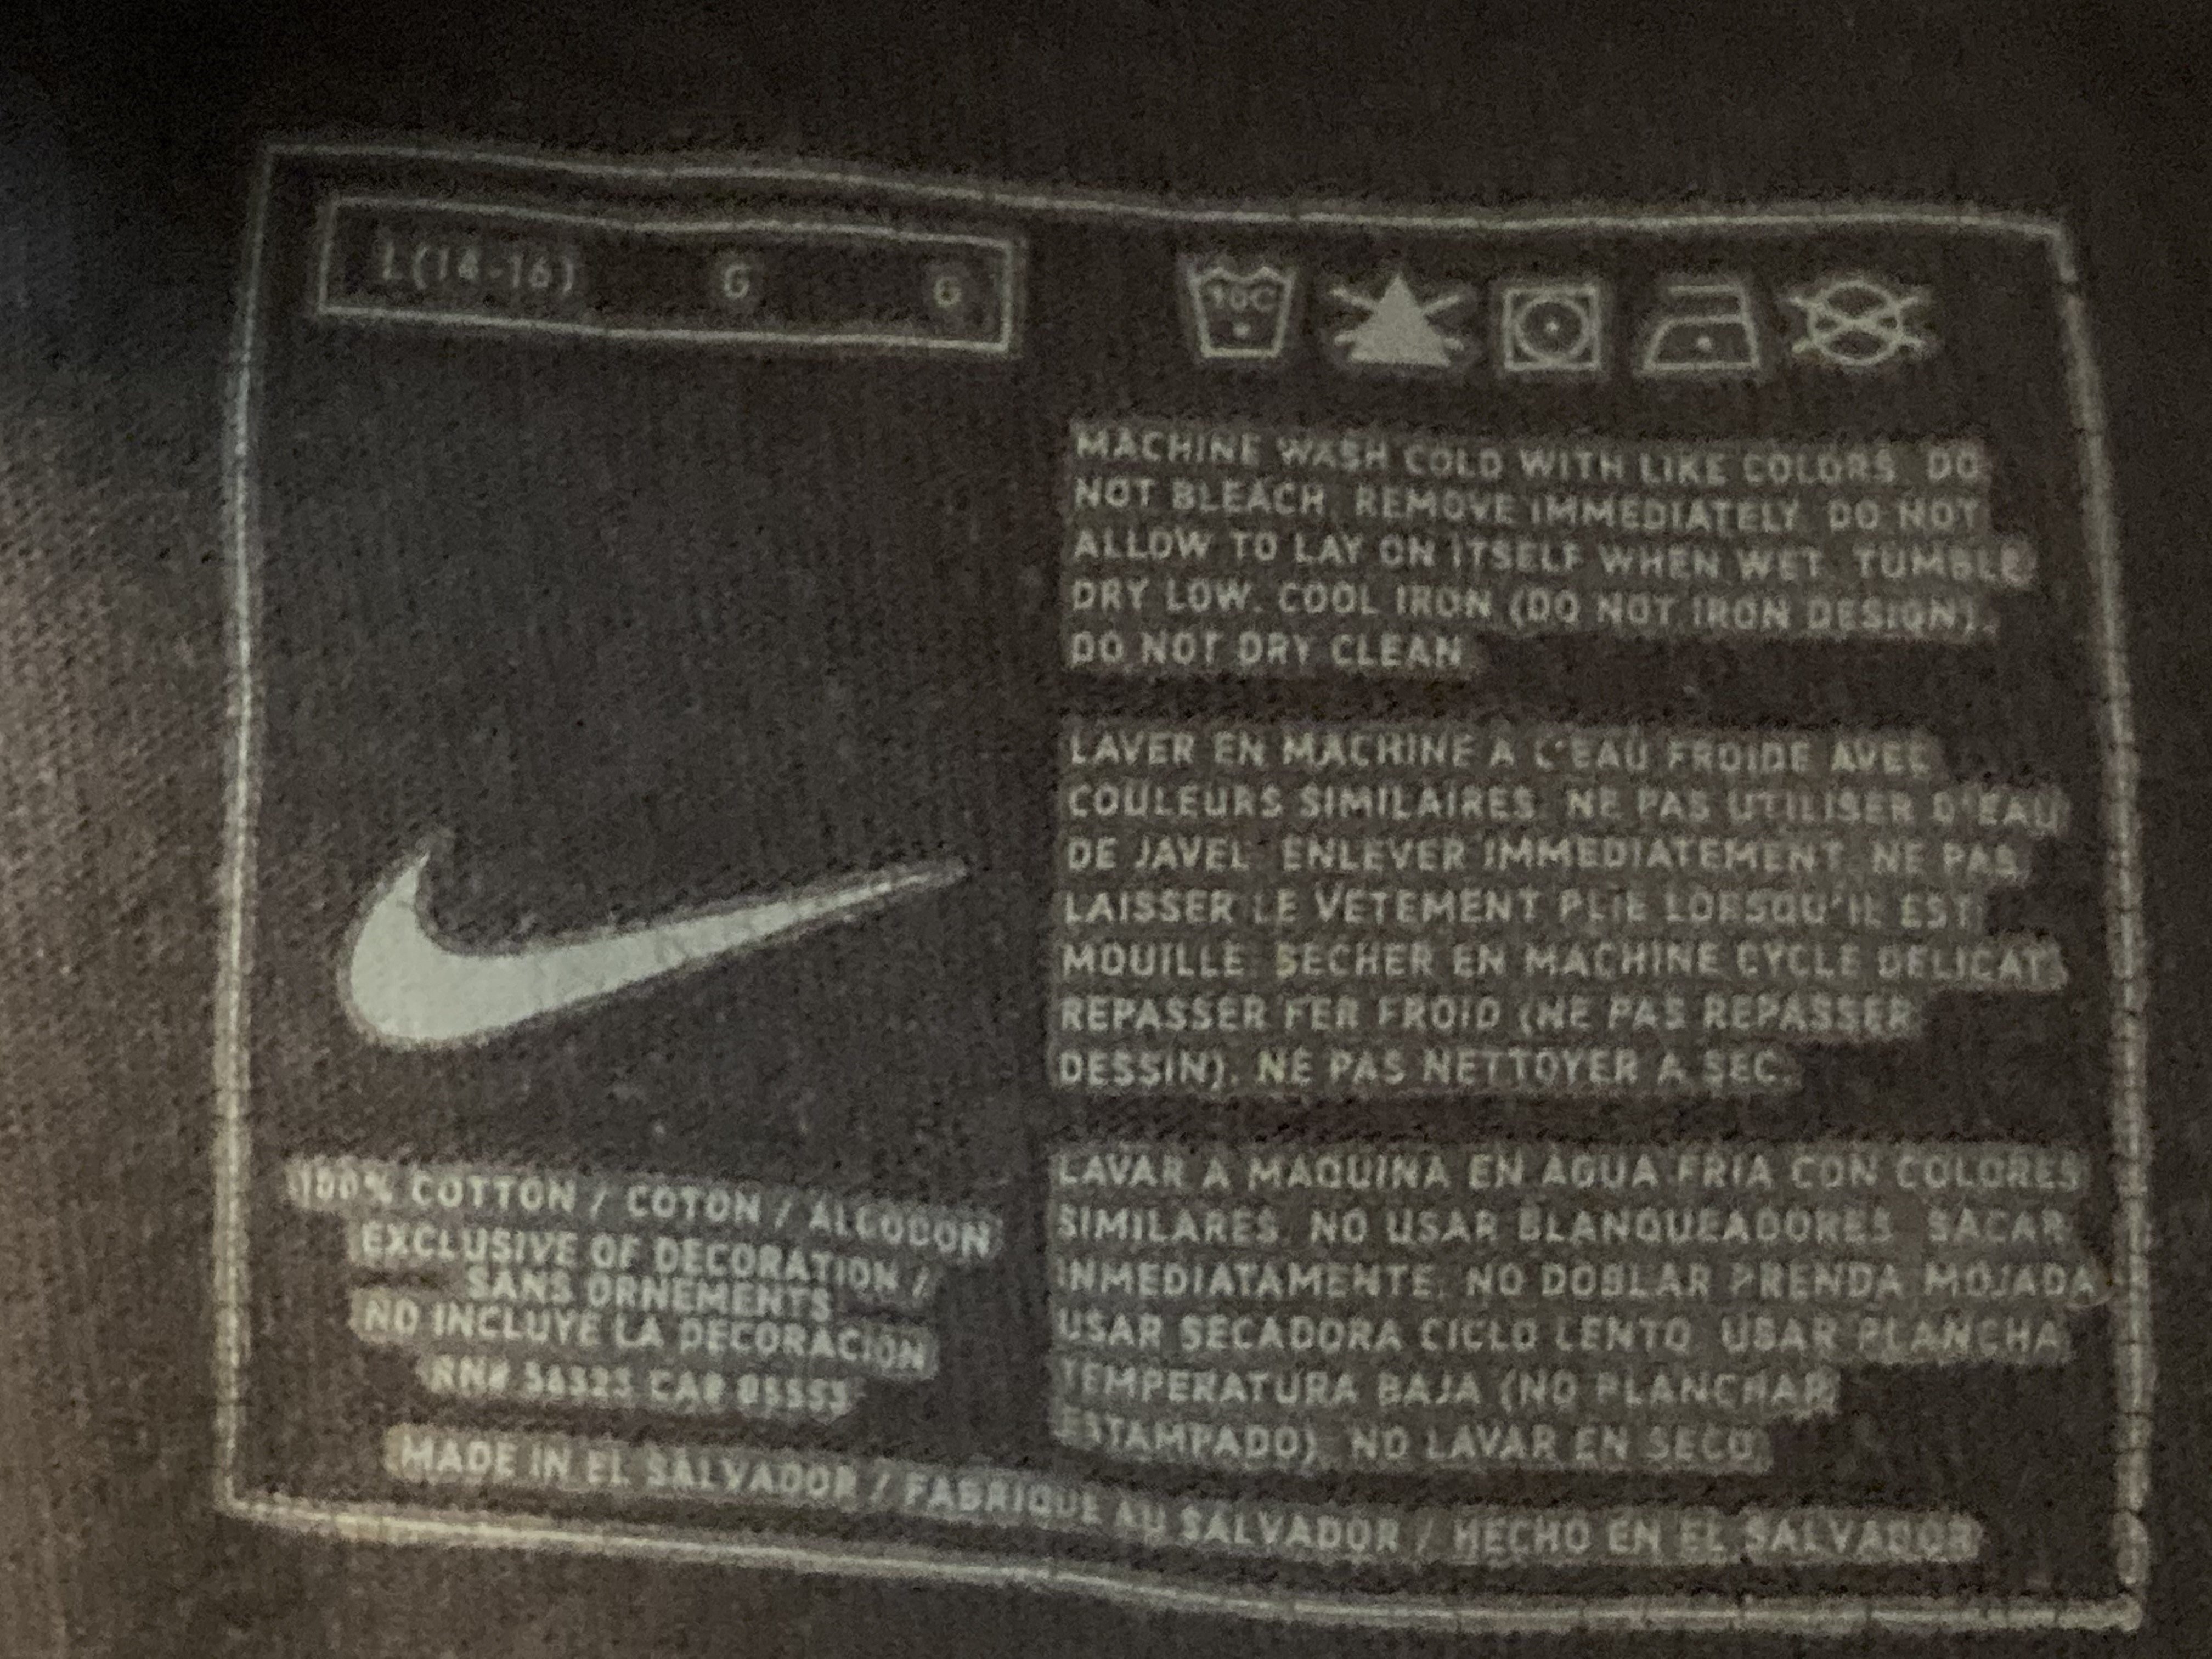 L(14-16) G G
MACHINE WASH COLD WITH LIKE COLORS. DO
NOT BLEACH. REMOVE IMMEDIATELY. DO NOT
ALLOW TO LAY ON ITSELF WHEN WET. TUMBLE
DRY LOW. COOL IRON (DO NOT IRON DESIGN).
DO NOT DRY CLEAN
LAVER EN MACHINE A L'EAU FROIDE AVEC
COULEURS SIMILAIRES. NE PAS UTILISER D'EAU
DE JAVEL. ENLEVER IMMEDIATEMENT. NE PAS
LAISSER LE VETEMENT PLIE LORSQU'IL EST
MOUILLE. SECHER EN MACHINE CYCLE DELICAT.
REPASSER FER FROID (NE PAS REPASSER
DESSIN). NE PAS NETTOYER A SEC.
LAVAR A MAQUINA EN AGUA FRIA CON COLORES
SIMILARES. NO USAR BLANQUEADORES. SACAR
INMEDIATAMENTE. NO DOBLAR PRENDA MOJADA.
USAR SECADORA CICLO LENTO. USAR PLANCHA
TEMPERATURA BAJA (NO PLANCHAR
ESTAMPADO). NO LAVAR EN SECO.
100% COTTON / COTON / ALGODON
EXCLUSIVE OF DECORATION /
SANS ORNEMENTS
NO INCLUYE LA DECORACION
RN# 56323 CA# 05553
MADE IN EL SALVADOR / FABRIQUE AU SALVADOR / HECHO EN EL SALVADOR